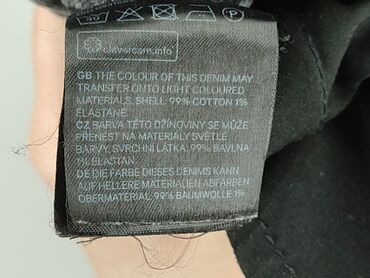 30
P
clevercare.info
GB THE COLOUR OF THIS DENIM MAY
TRANSFER ONTO LIGHT COLOURED
MATERIALS. SHELL: 99% COTTON 1%
ELASTANE.
CZ BARVA TÉTO DŽÍNOVINY SE MŮŽE
PŘENÉST NA MATERIÁLY SVĚTLÉ
BARVY. SVRCHNI LÁTKA: 99% BAVLNA
1% ELASTAN.
DE DIE FARBE DIESES DENIMS KANN
AUF HELLERE MATERIALIEN ABFÄRBEN.
OBERMATERIAL: 99% BAUMWOLLE 1%